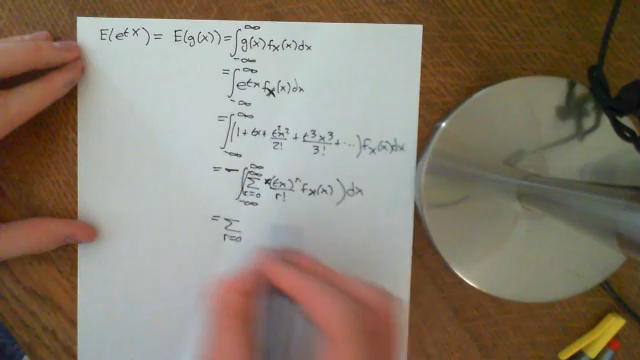 E(e^{tX}) = E(g(X)) = ∫_{-∞}^{∞} g(x) f_X(x) dx
= ∫_{-∞}^{∞} e^{tx} f_X(x) dx
= ∫_{-∞}^{∞} (1 + tx + t²x²/2! + t³x³/3! + ...) f_X(x) dx
= ∫_{-∞}^{∞} (∑_{r=0}^{∞} (tx)^r/r! f_X(x)) dx
= ∑_{r=0}